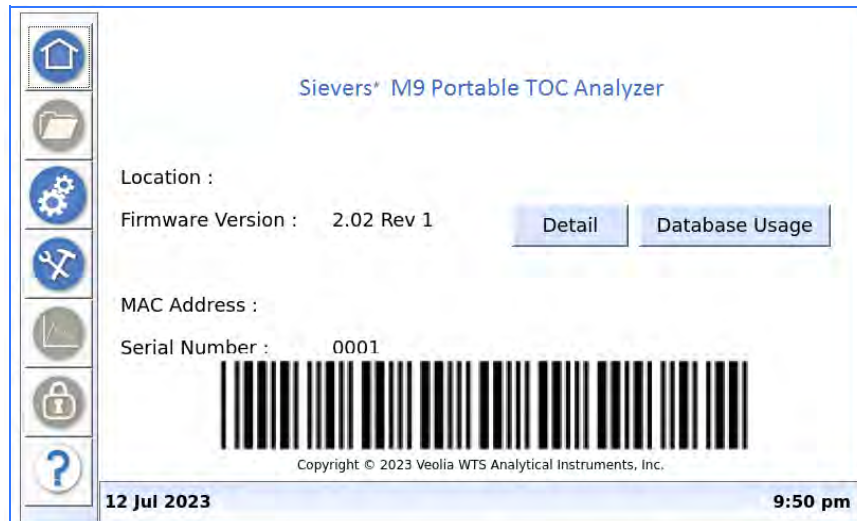 Sievers* M9 Portable TOC Analyzer
Location :
Firmware Version : 2.02 Rev 1 Detail Database Usage
MAC Address :
Serial Number : 0001
Copyright © 2023 Veolia WTS Analytical Instruments, Inc.
?
12 Jul 2023 9:50 pm